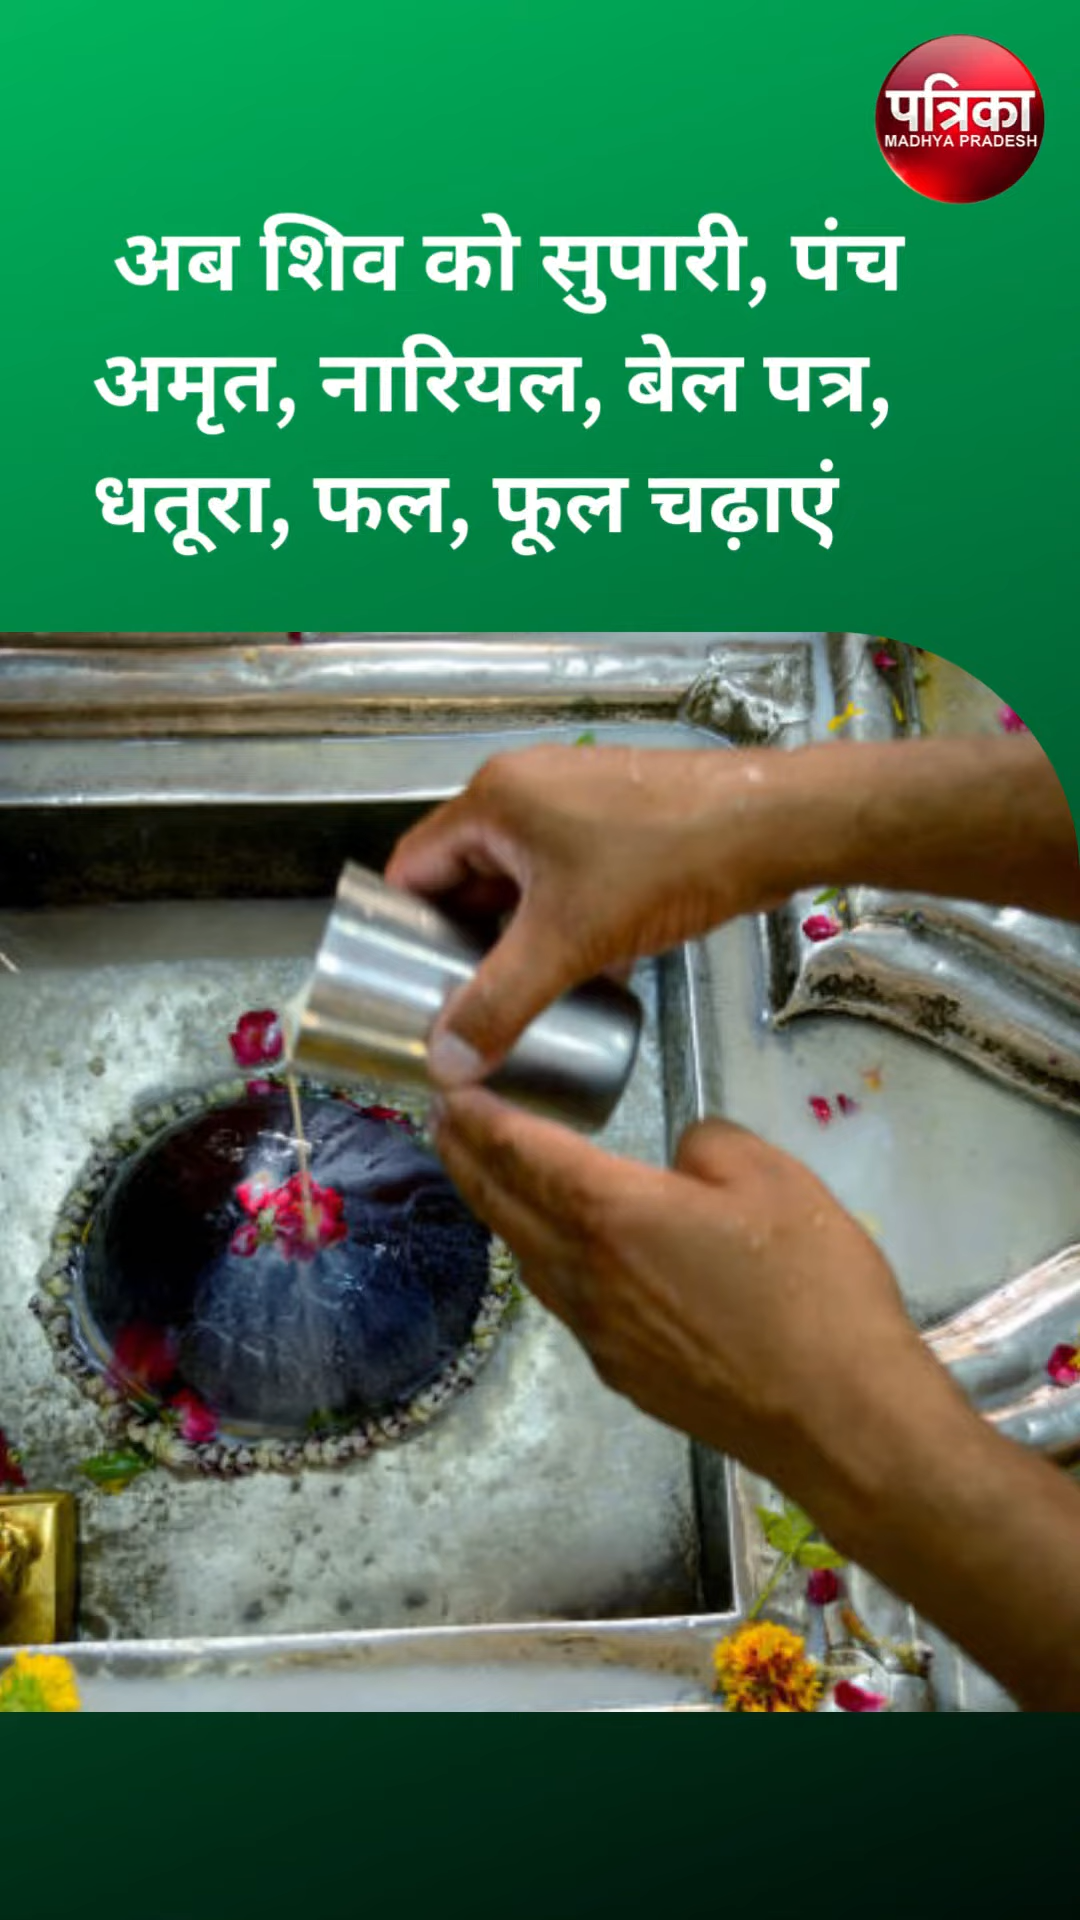 पत्रिका
MADHYA PRADESH
अब शिव को सुपारी, पंच
अमृत, नारियल, बेल पत्र,
धतूरा, फल, फूल चढ़ाएं